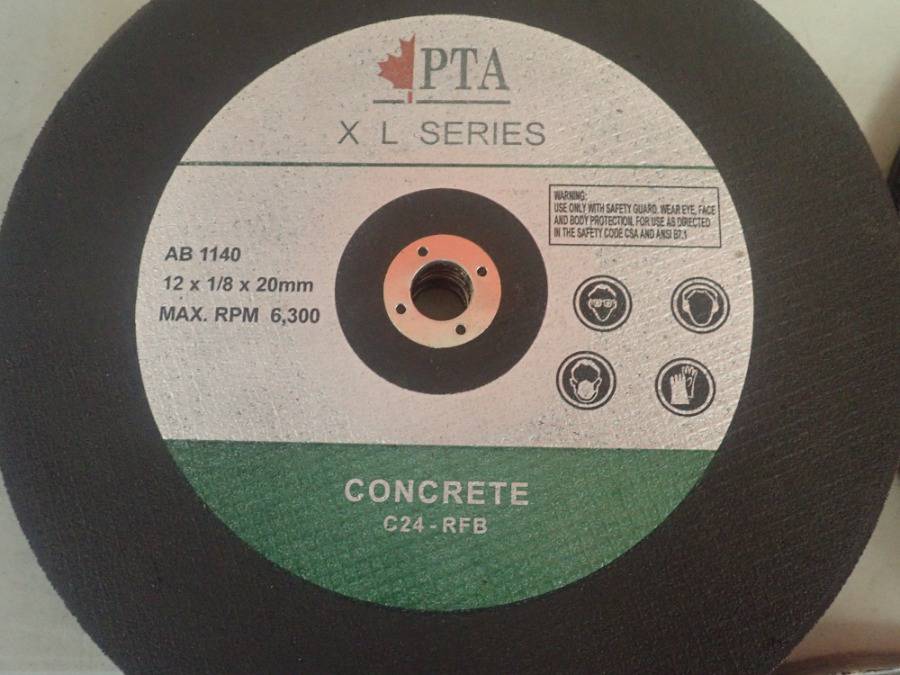 PTA
X L SERIES
WARNING:
USE ONLY WITH SAFETY GUARD. WEAR EYE, FACE
AND BODY PROTECTION. FOR USE AS DIRECTED
IN THE SAFETY CODE CSA AND ANSI B7.1
AB 1140
12 x 1/8 x 20mm
MAX. RPM 6,300
CONCRETE
C24 - RFB